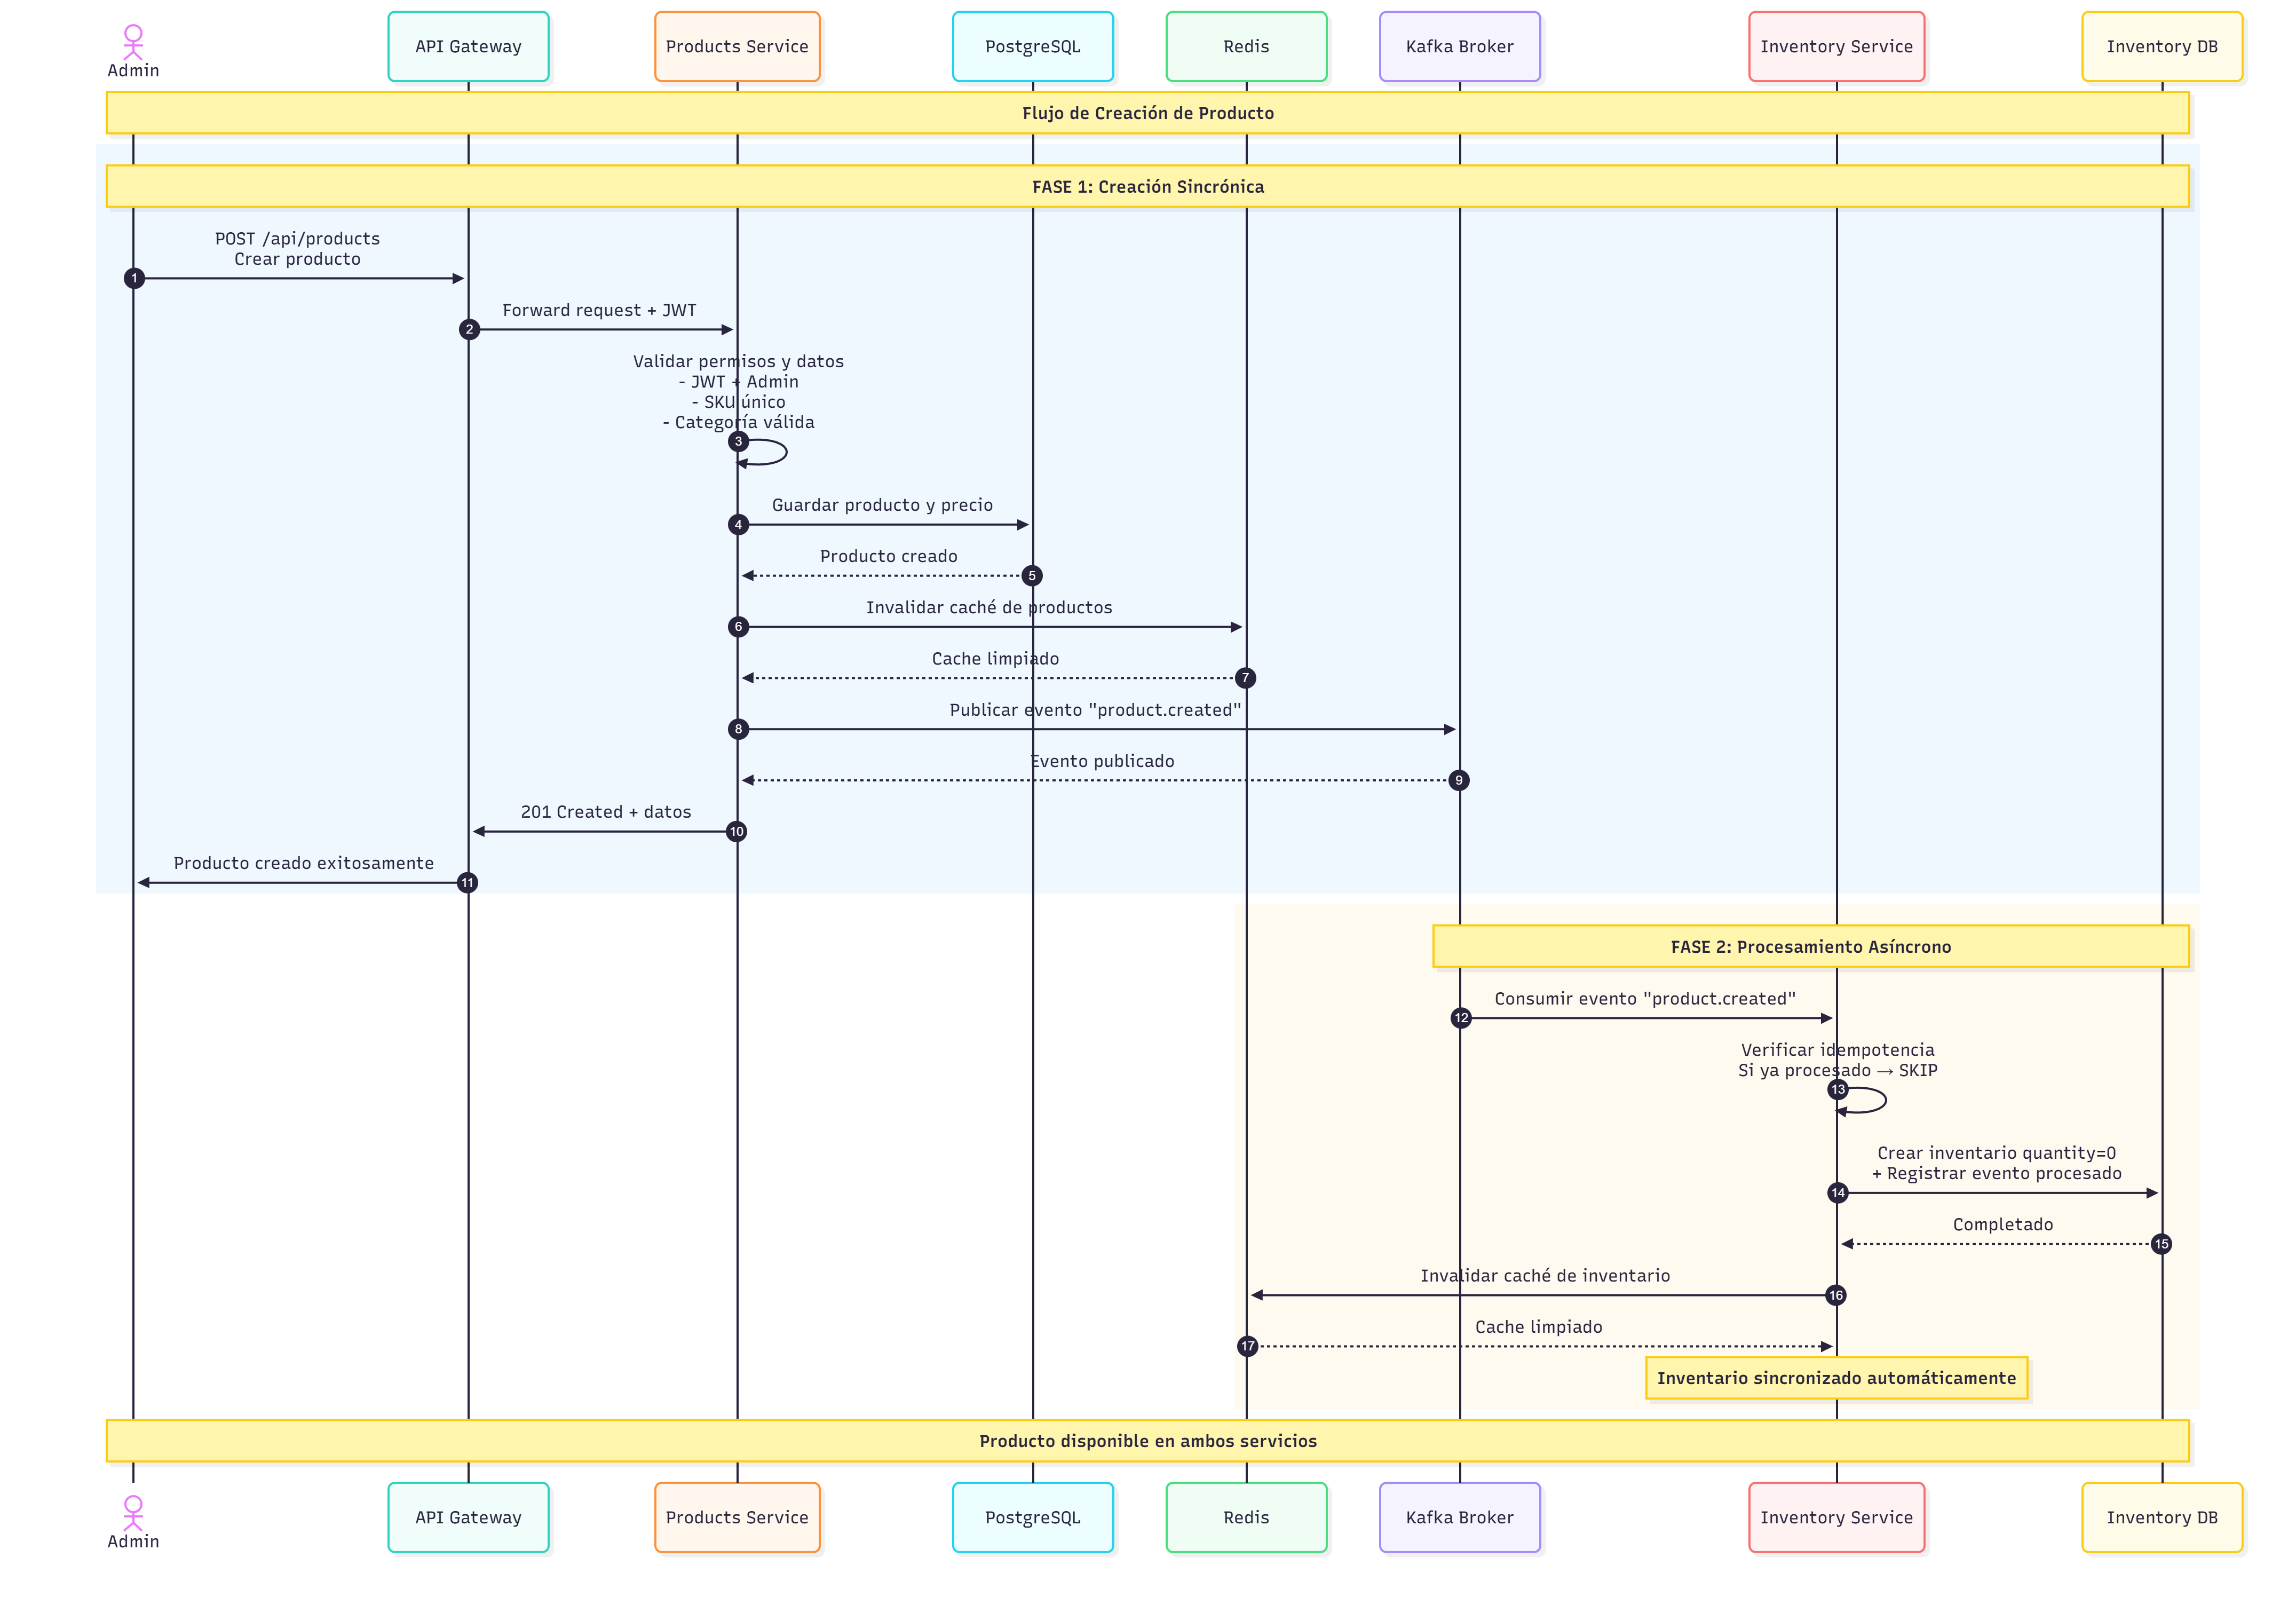 Admin
API Gateway
Products Service
PostgreSQL
Redis
Kafka Broker
Inventory Service
Inventory DB
Flujo de Creación de Producto
FASE 1: Creación Sincrónica
POST /api/products
Crear producto
1
Forward request + JWT
2
Validar permisos y datos
- JWT + Admin
- SKU único
- Categoría válida
3
Guardar producto y precio
4
Producto creado
5
Invalidar caché de productos
6
Cache limpiado
7
Publicar evento "product.created"
8
Evento publicado
9
201 Created + datos
10
Producto creado exitosamente
11
FASE 2: Procesamiento Asíncrono
Consumir evento "product.created"
12
Verificar idempotencia
Si ya procesado → SKIP
13
Crear inventario quantity=0
+ Registrar evento procesado
14
Completado
15
Invalidar caché de inventario
16
Cache limpiado
17
Inventario sincronizado automáticamente
Producto disponible en ambos servicios
Admin
API Gateway
Products Service
PostgreSQL
Redis
Kafka Broker
Inventory Service
Inventory DB